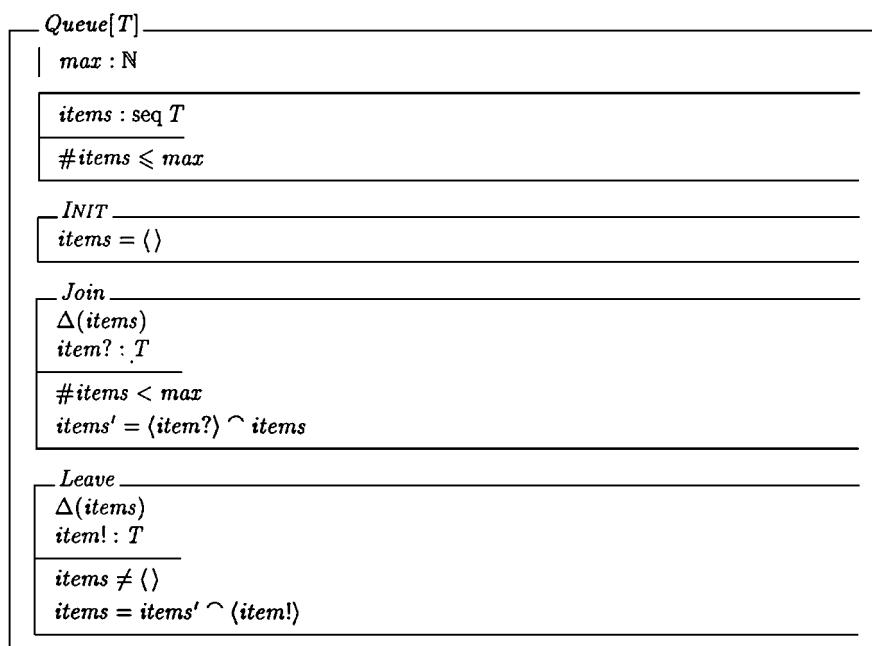 Queue[T]
max : ℕ
items : seq T
#items ⩽ max
INIT
items = ⟨ ⟩
Join
Δ(items)
item? : T
#items < max
items′ = ⟨item?⟩ ⌢ items
Leave
Δ(items)
item! : T
items ≠ ⟨ ⟩
items = items′ ⌢ ⟨item!⟩